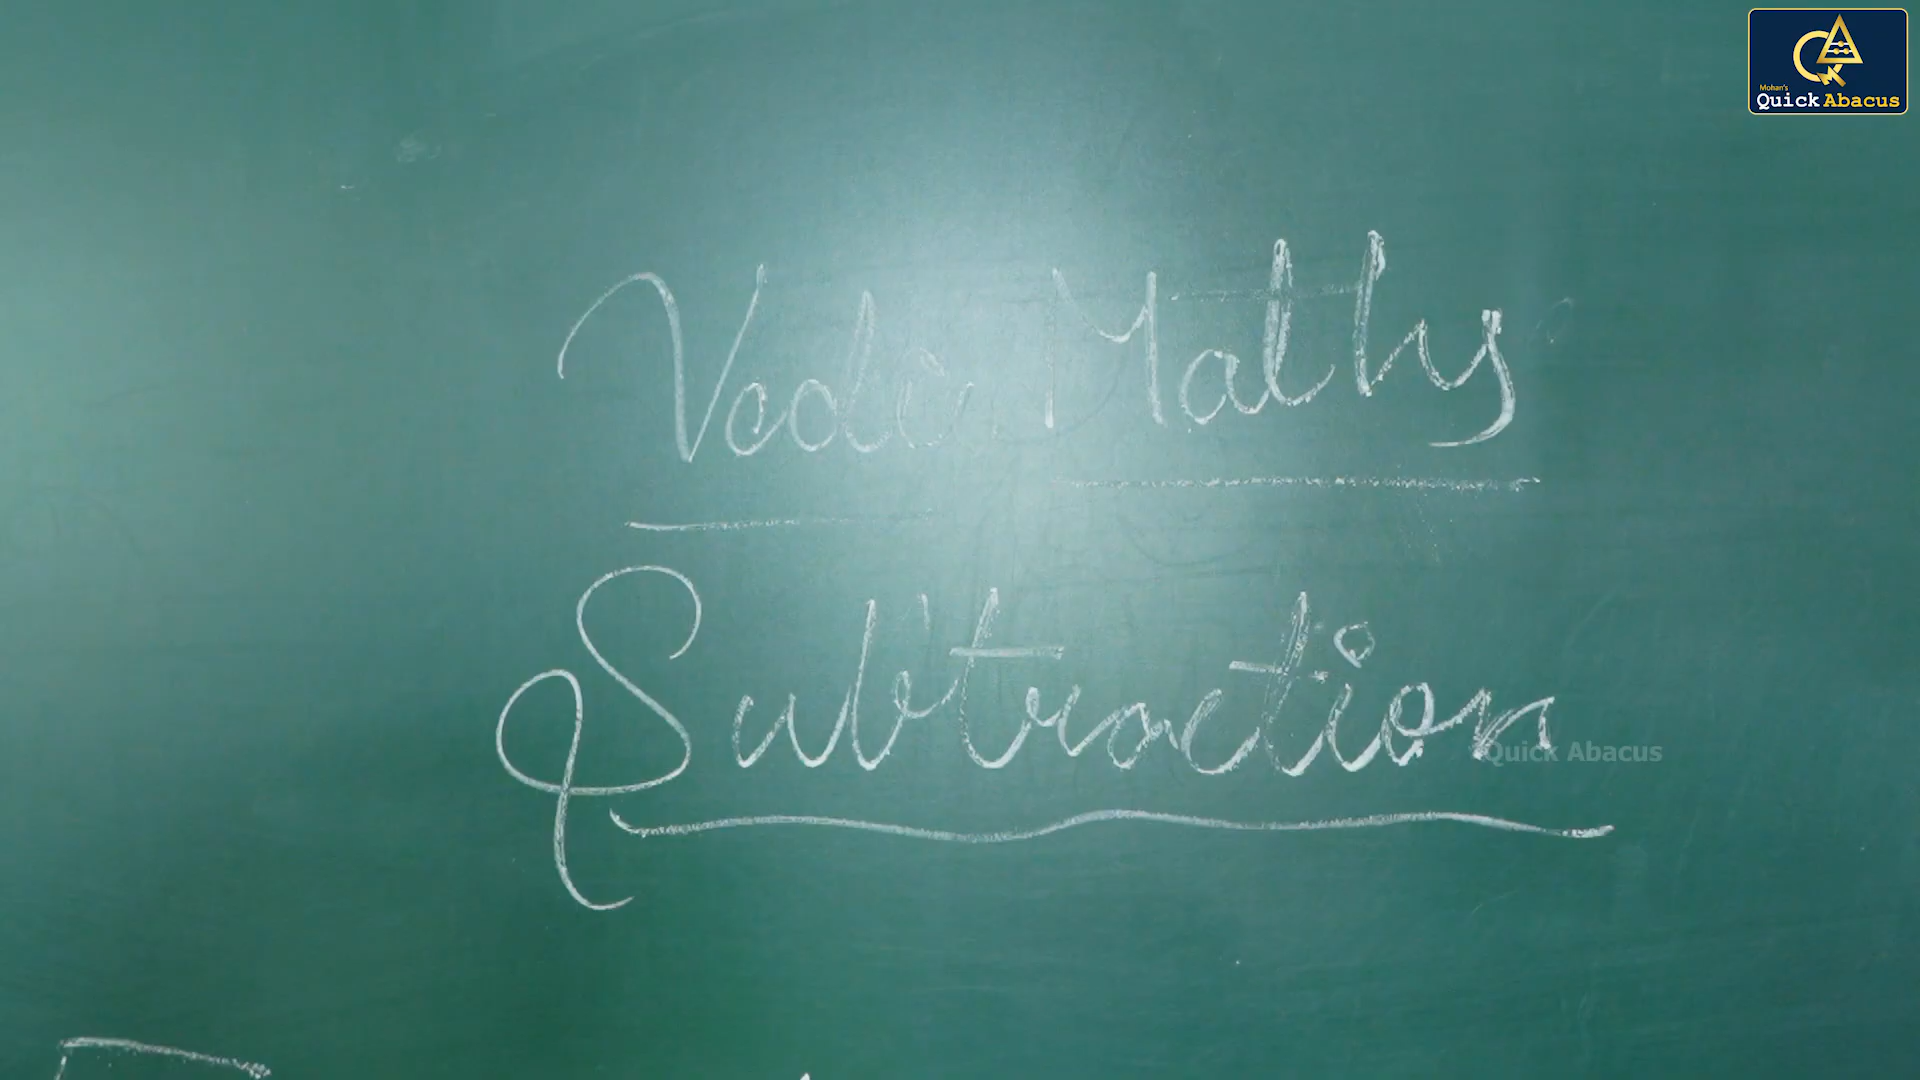 Mohan's
Quick Abacus
Vedic Maths
Subtraction
Quick Abacus